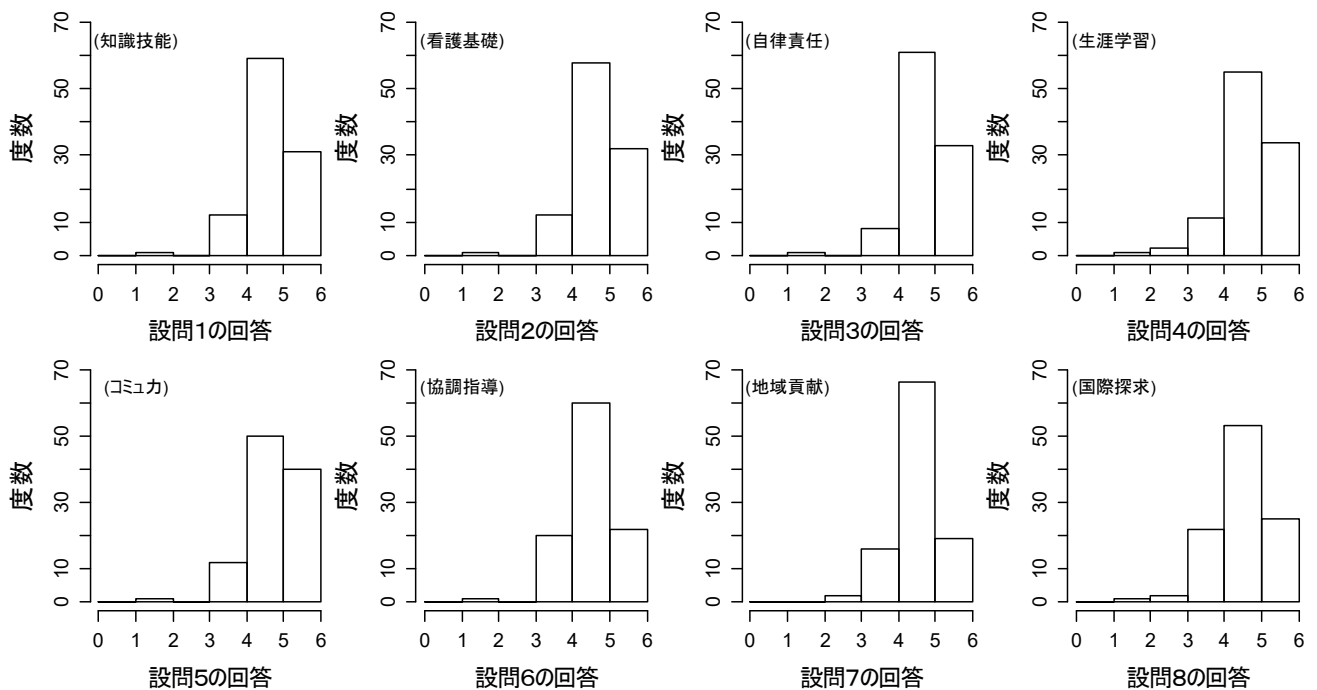 (知識技能)
度数
70
50
30
10
0
0 1 2 3 4 5 6
設問1の回答
(看護基礎)
度数
70
50
30
10
0
0 1 2 3 4 5 6
設問2の回答
(自律責任)
度数
70
50
30
10
0
0 1 2 3 4 5 6
設問3の回答
(生涯学習)
度数
70
50
30
10
0
0 1 2 3 4 5 6
設問4の回答
(コミュ力)
度数
70
50
30
10
0
0 1 2 3 4 5 6
設問5の回答
(協調指導)
度数
70
50
30
10
0
0 1 2 3 4 5 6
設問6の回答
(地域貢献)
度数
70
50
30
10
0
0 1 2 3 4 5 6
設問7の回答
(国際探求)
度数
70
50
30
10
0
0 1 2 3 4 5 6
設問8の回答